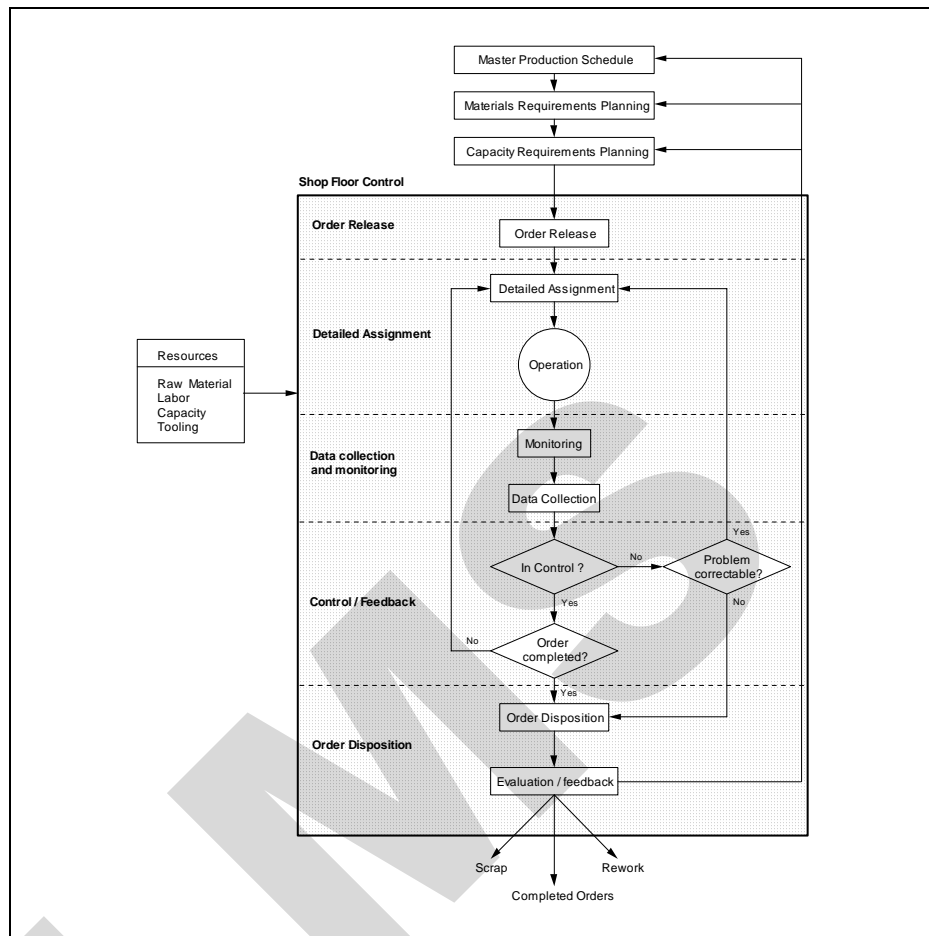 Master Production Schedule
Materials Requirements Planning
Capacity Requirements Planning
Shop Floor Control
Order Release
Order Release
Detailed Assignment
Detailed Assignment
Operation
Resources
Raw Material
Labor
Capacity
Tooling
Monitoring
Data collection
and monitoring
Data Collection
Yes
In Control ?
No
Problem
correctable?
Yes
No
Control / Feedback
No
Order
completed?
Yes
Order Disposition
Order Disposition
Evaluation / feedback
Scrap
Rework
Completed Orders